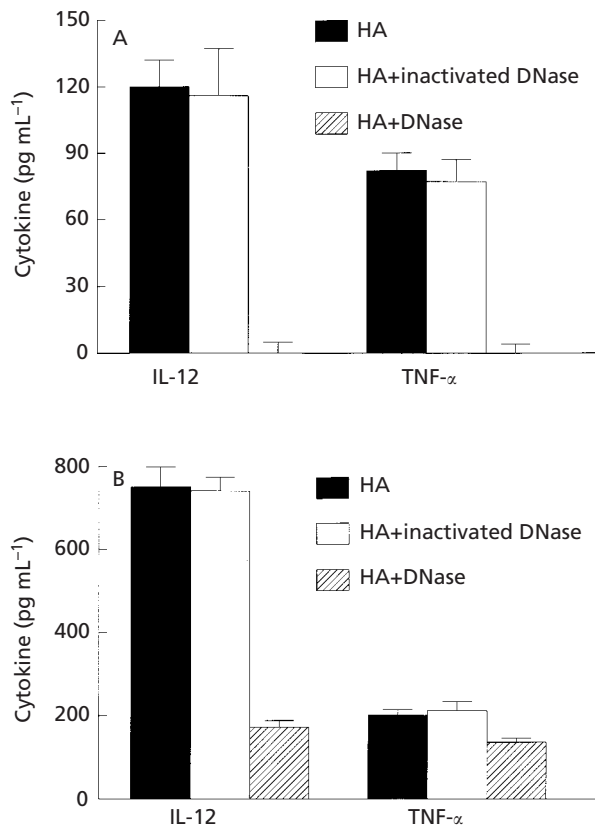 A
Cytokine (pg mL⁻¹)
150
120
90
60
30
0
HA
HA+inactivated DNase
HA+DNase
IL-12
TNF-α
B
Cytokine (pg mL⁻¹)
800
600
400
200
0
HA
HA+inactivated DNase
HA+DNase
IL-12
TNF-α